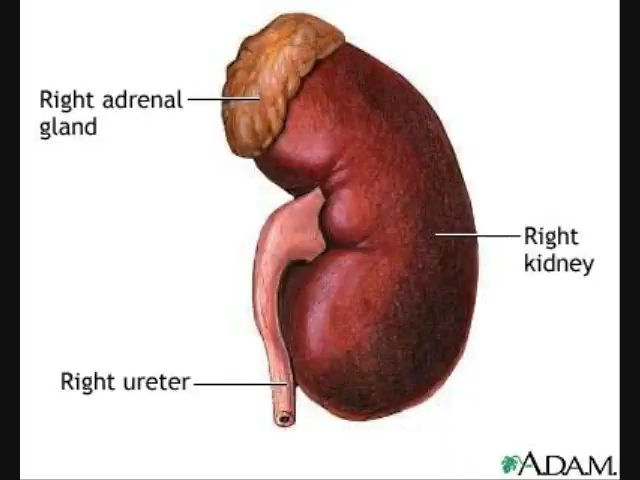 Right adrenal
gland
Right
kidney
Right ureter
A.D.A.M.